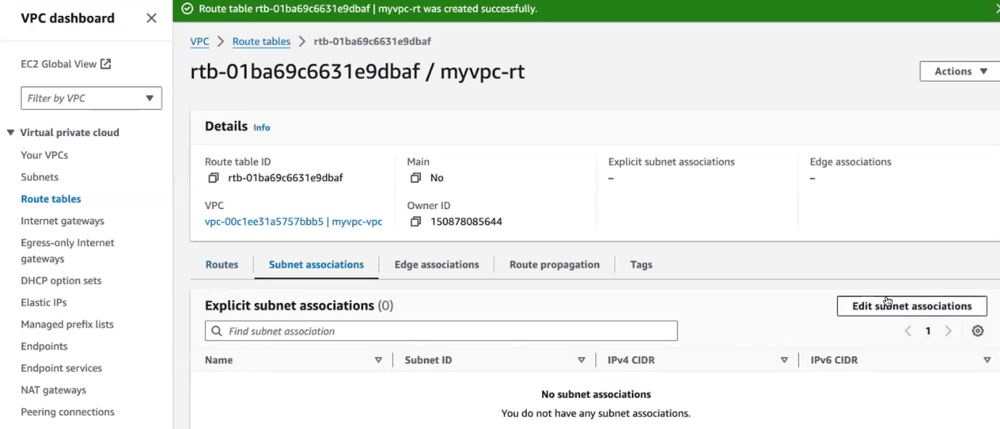 VPC dashboard
EC2 Global View
Filter by VPC
Virtual private cloud
Your VPCs
Subnets
Route tables
Internet gateways
Egress-only Internet
gateways
DHCP option sets
Elastic IPs
Managed prefix lists
Endpoints
Endpoint services
NAT gateways
Peering connections
Route table rtb-01ba69c6631e9dbaf | myvpc-rt was created successfully.
VPC > Route tables > rtb-01ba69c6631e9dbaf
rtb-01ba69c6631e9dbaf / myvpc-rt
Actions
Details Info
Route table ID
rtb-01ba69c6631e9dbaf
Main
No
Explicit subnet associations
–
Edge associations
–
VPC
vpc-00c1ee31a5757bbb5 | myvpc-vpc
Owner ID
150878085644
Routes Subnet associations Edge associations Route propagation Tags
Explicit subnet associations (0)
Edit subnet associations
Find subnet association
1
Name Subnet ID IPv4 CIDR IPv6 CIDR
No subnet associations
You do not have any subnet associations.